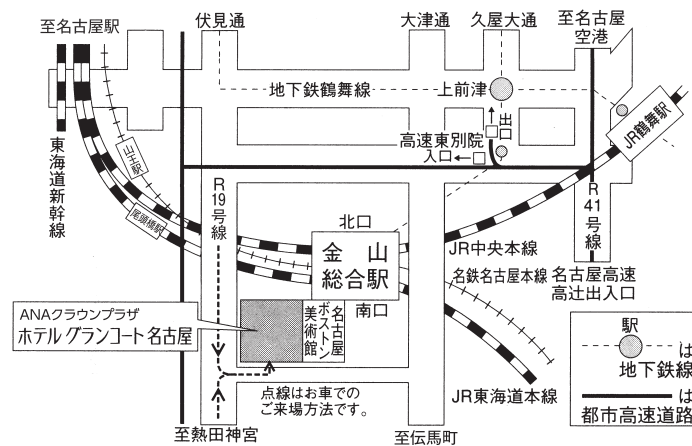 至名古屋駅
伏見通
大津通
久屋大通
至名古屋
空港
地下鉄鶴舞線
上前津
出口
高速東別院
入口
JR鶴舞駅
山王駅
尾頭橋駅
東海道新幹線
R19号線
R41号線
北口
金山
総合駅
南口
JR中央本線
名鉄名古屋本線
名古屋高速
高辻出入口
ANAクラウンプラザ
ホテルグランコート名古屋
名古屋
ボストン
美術館
点線はお車での
ご来場方法です。
JR東海道本線
至熱田神宮
至伝馬町
駅
は
地下鉄線
は
都市高速道路